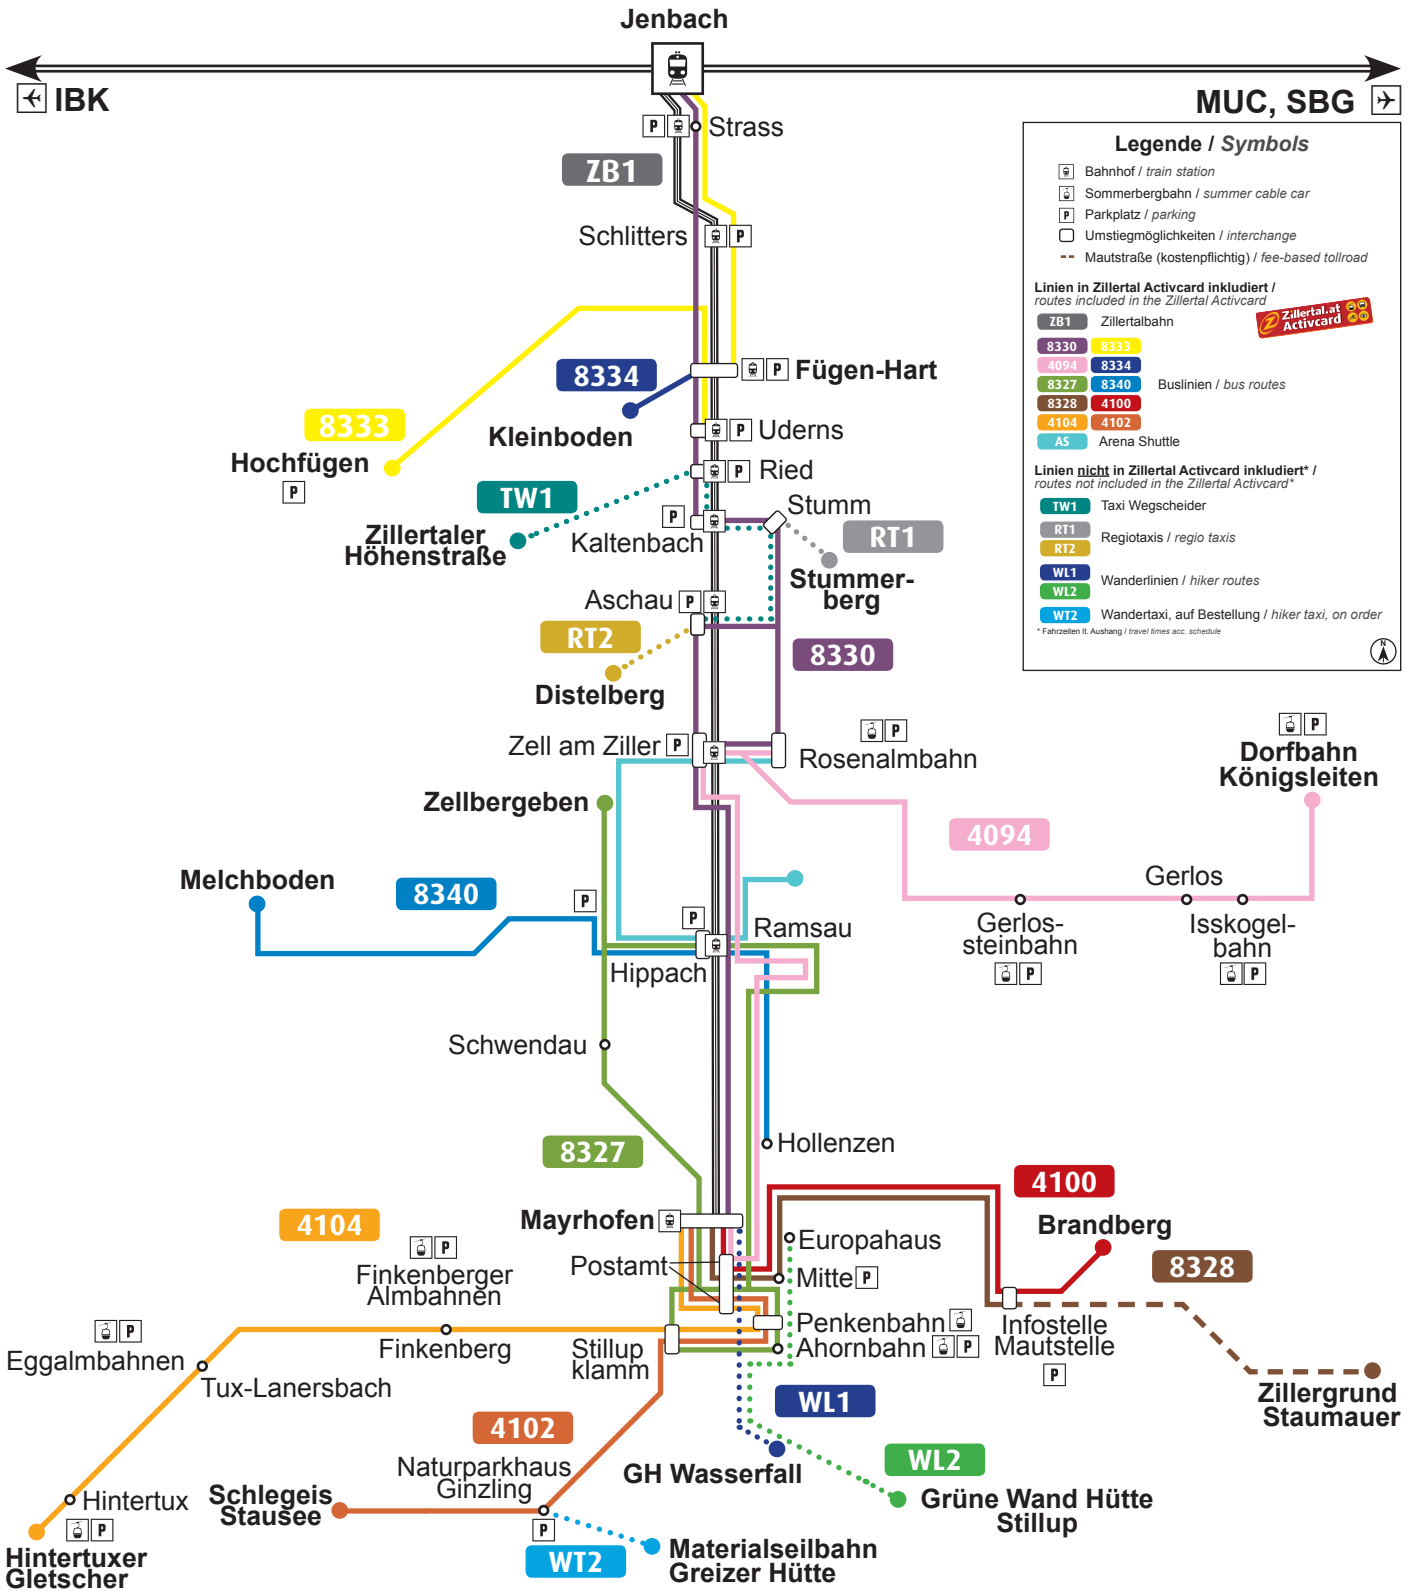 Jenbach
IBK
MUC, SBG
P
Strass
ZB1
Schlitters
P
Legende / Symbols
Bahnhof / train station
Sommerbergbahn / summer cable car
P Parkplatz / parking
Umstiegmöglichkeiten / interchange
Mautstraße (kostenpflichtig) / fee-based tollroad
Linien in Zillertal Activcard inkludiert /
routes included in the Zillertal Activcard
ZB1 Zillertalbahn
Zillertal.at
Activcard
8330 8333
4094 8334
8327 8340 Buslinien / bus routes
8328 4100
4104 4102
AS Arena Shuttle
Linien nicht in Zillertal Activcard inkludiert* /
routes not included in the Zillertal Activcard*
TW1 Taxi Wegscheider
RT1
Regiotaxis / regio taxis
RT2
WL1
Wanderlinien / hiker routes
WL2
WT2 Wandertaxi, auf Bestellung / hiker taxi, on order
* Fahrzeiten lt. Aushang / travel times acc. schedule
N
8334
P Fügen-Hart
8333
Kleinboden
P Uderns
Hochfügen
P
P Ried
TW1
Stumm
P
Zillertaler
Höhenstraße
Kaltenbach
RT1
Stummer-
berg
Aschau P
RT2
8330
Distelberg
Zell am Ziller P
P
Rosenalmbahn
P
Dorfbahn
Königsleiten
Zellbergeben
4094
Melchboden
8340
P
P
Ramsau
Gerlos
Gerlos-
steinbahn
P
Isskogel-
bahn
P
Hippach
Schwendau
8327
Hollenzen
4100
Mayrhofen
4104
Brandberg
P
Finkenberger
Almbahnen
Europahaus
8328
Postamt
Mitte P
P
Eggalmbahnen
Finkenberg
Stillup
klamm
Penkenbahn
Ahornbahn P
Infostelle
Mautstelle
P
Tux-Lanersbach
Zillergrund
Staumauer
WL1
4102
WL2
Naturparkhaus
Ginzling
GH Wasserfall
Hintertux
P
Schlegeis
Stausee
P
Grüne Wand Hütte
Stillup
Hintertuxer
Gletscher
WT2
Materialseilbahn
Greizer Hütte